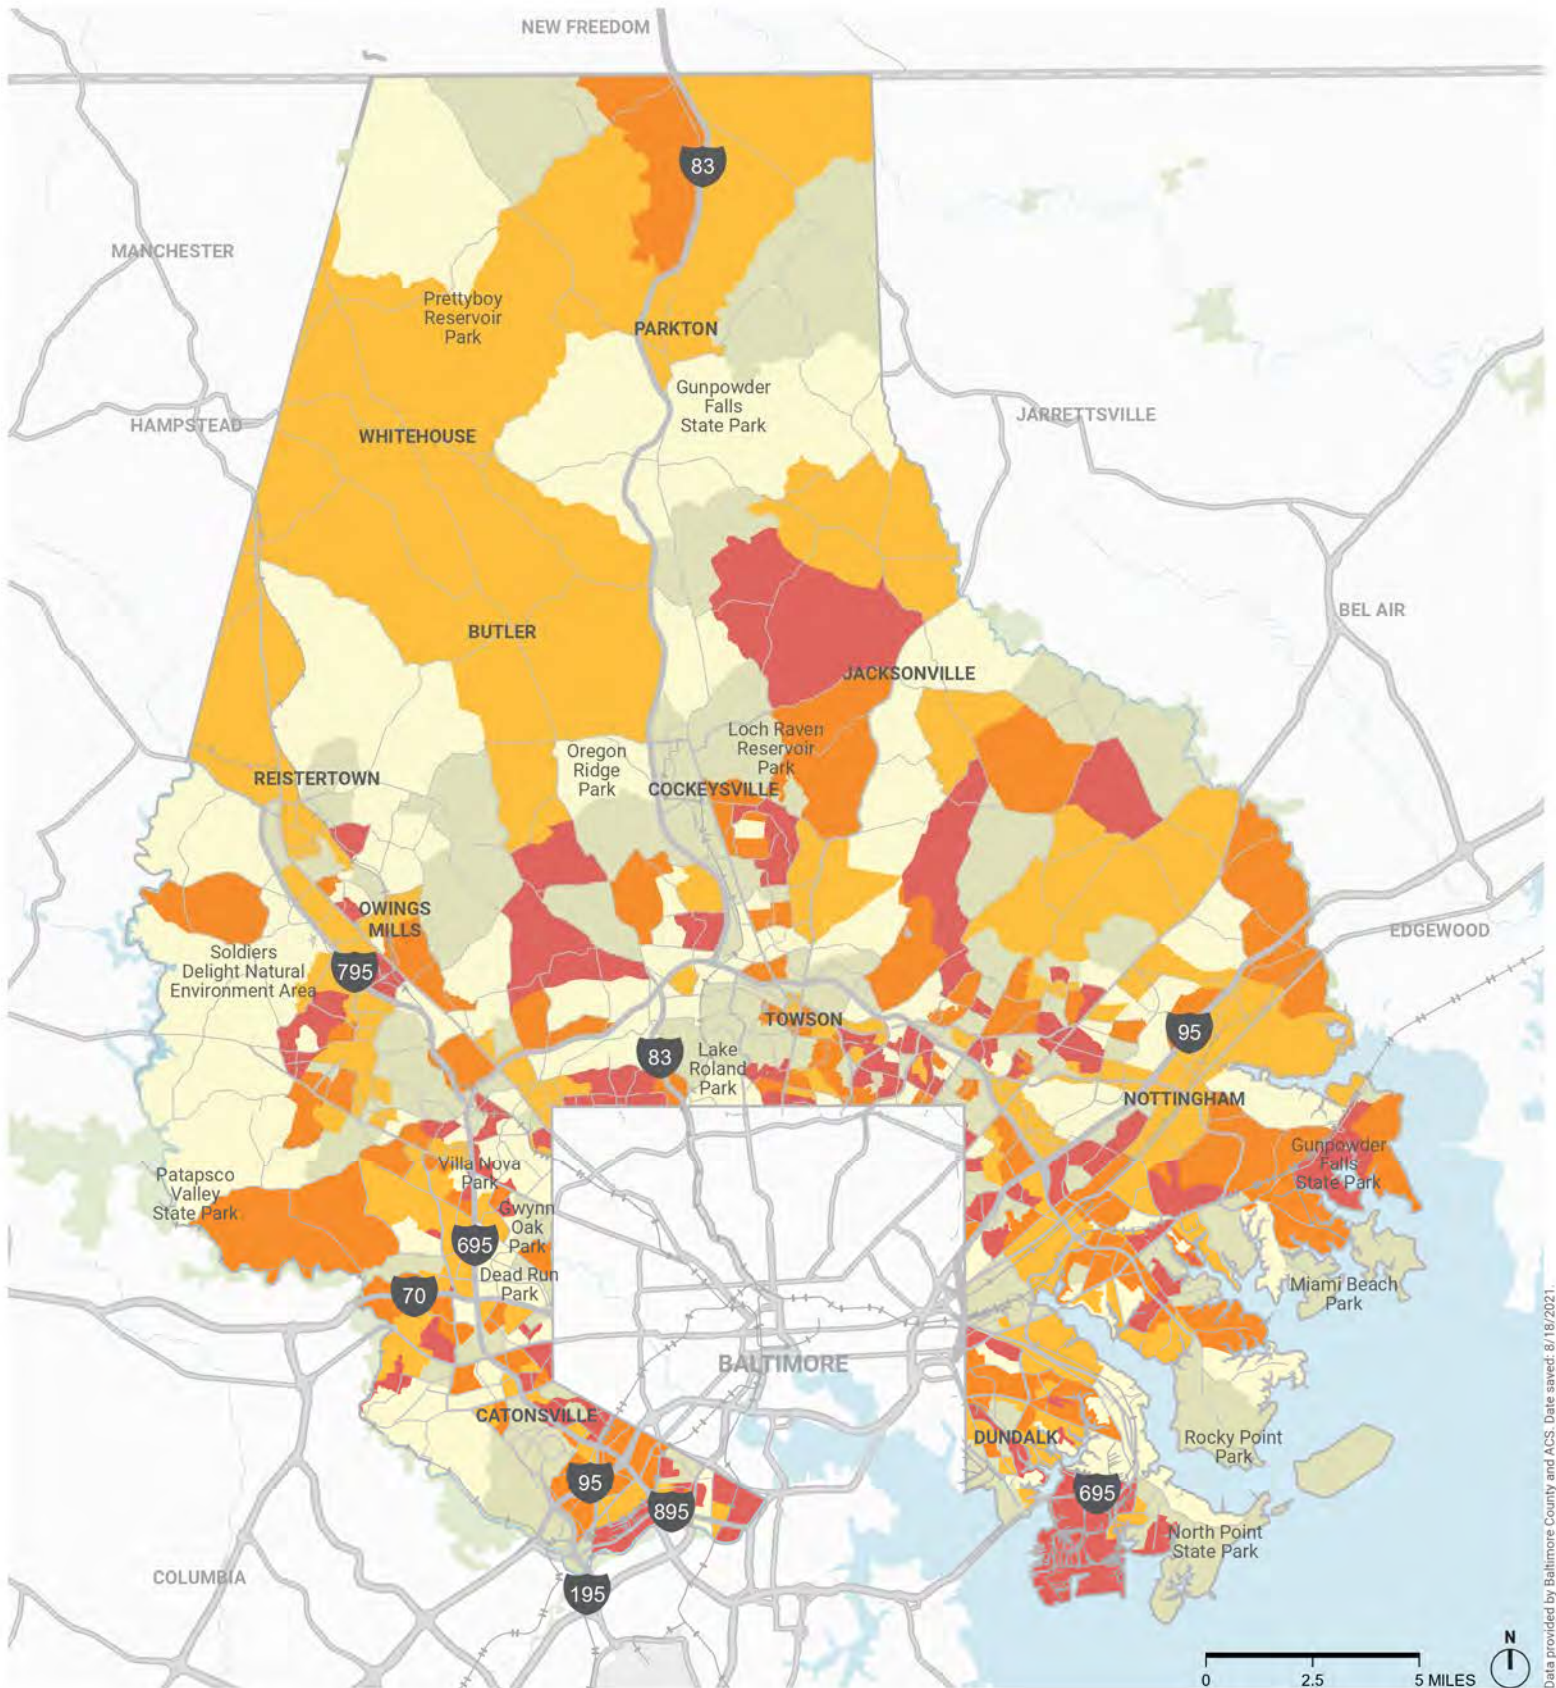 NEW FREEDOM
83
MANCHESTER
Prettyboy
Reservoir
Park
PARKTON
Gunpowder
Falls
State Park
HAMPSTEAD
WHITEHOUSE
JARRETTSVILLE
BEL AIR
BUTLER
JACKSONVILLE
Loch Raven
Reservoir
Park
Oregon
Ridge
Park
REISTERTOWN
COCKEYSVILLE
OWINGS
MILLS
EDGEWOOD
Soldiers
Delight Natural
Environment Area
795
TOWSON
95
83
Lake
Roland
Park
NOTTINGHAM
Gunpowder
Falls
State Park
Villa Nova
Park
Patapsco
Valley
State Park
Gwynn
Oak
Park
695
Dead Run
Park
70
Miami Beach
Park
BALTIMORE
CATONSVILLE
DUNDALK
Rocky Point
Park
95
695
895
North Point
State Park
COLUMBIA
195
N
0 2.5 5 MILES
Data provided by Baltimore County and ACS. Date saved: 8/18/2021.